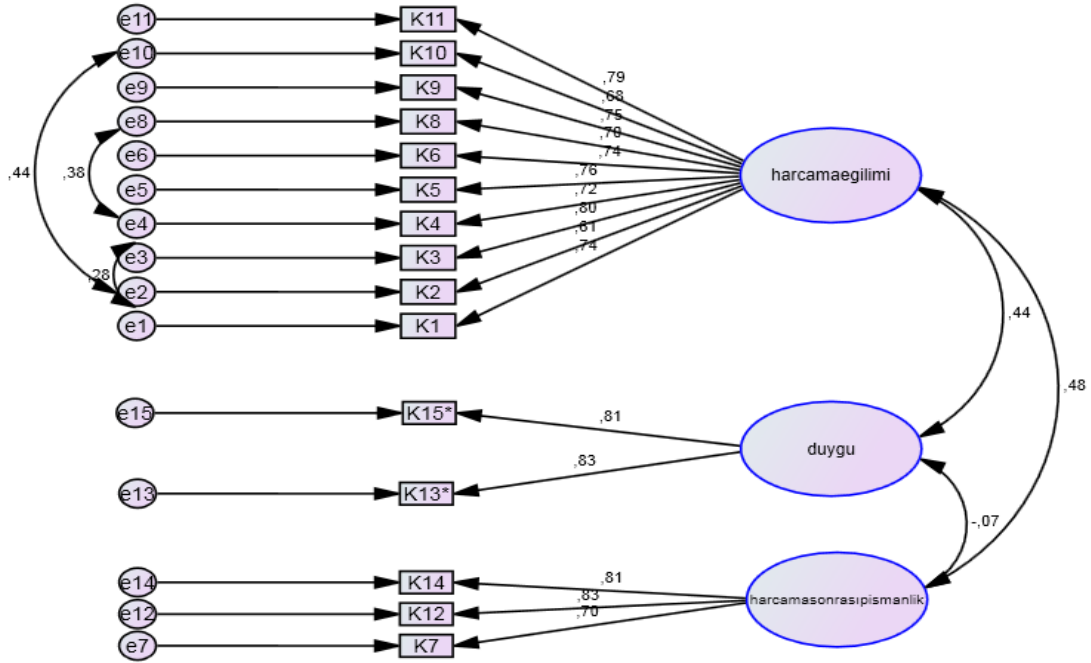 e11 K11
e10 K10
e9 K9
e8 K8
e6 K6
e5 K5
e4 K4
e3 K3
e2 K2
e1 K1
,79
,68
,75
,70
,74
,76
,72
,80
,61
,74
harcamaegilimi
,44
,38
,28
,44
,48
e15 K15*
,81
duygu
e13 K13*
,83
-,07
e14 K14
,81
e12 K12
,83
harcamasonrasıpismanlik
e7 K7
,70